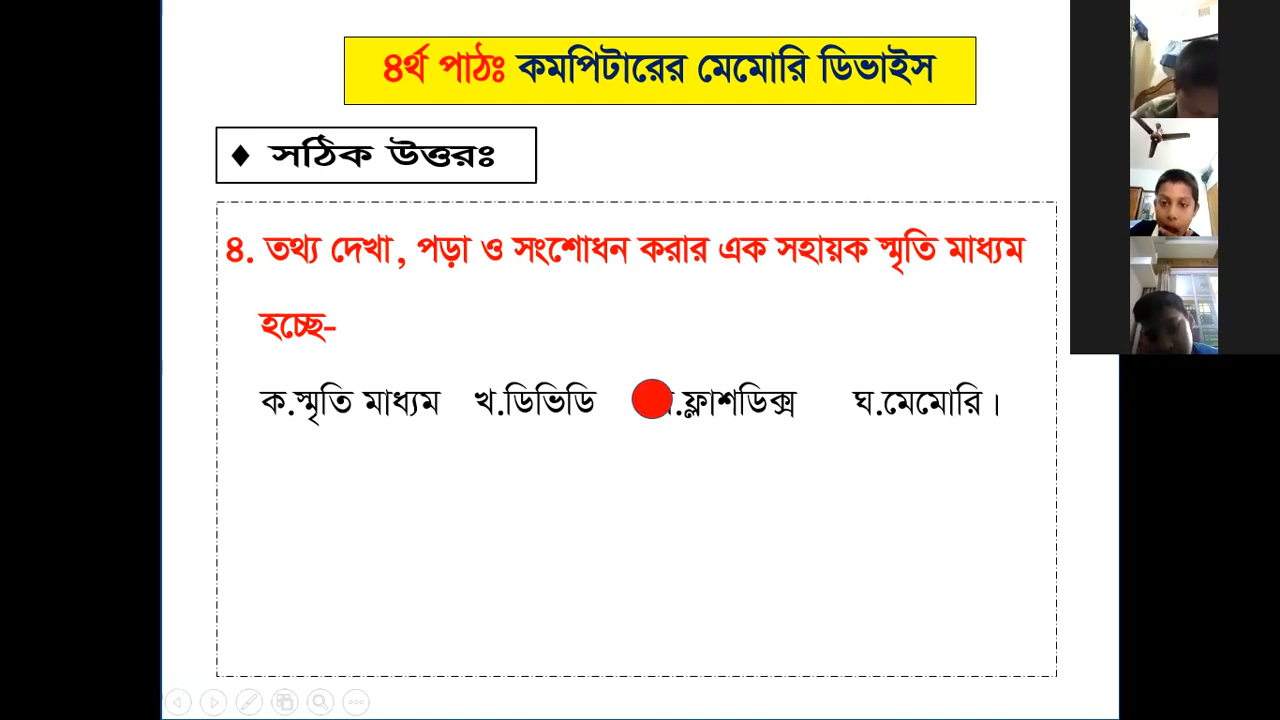 ৪র্থ পাঠঃ কমপিটারের মেমোরি ডিভাইস
♦ সঠিক উত্তরঃ
৪. তথ্য দেখা, পড়া ও সংশোধন করার এক সহায়ক স্মৃতি মাধ্যম
হচ্ছে-
ক.স্মৃতি মাধ্যম খ.ডিভিডি .ফ্লাশডিক্স ঘ.মেমোরি।